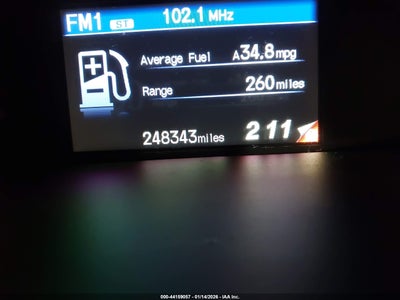 FM1 ST 102.1 MHz
Average Fuel A34.8mpg
Range 260miles
248343miles 211
000-44159057 - 01/14/2026 - IAA Inc.